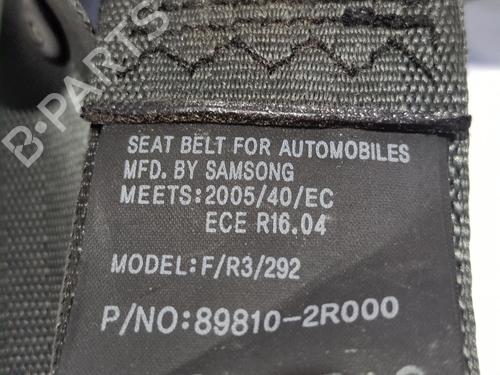 B-PARTS
SEAT BELT FOR AUTOMOBILES
MFD. BY SAMSONG
MEETS:2005/40/EC
ECE R16.04
MODEL:F/R3/292
P/NO:89810-2R000